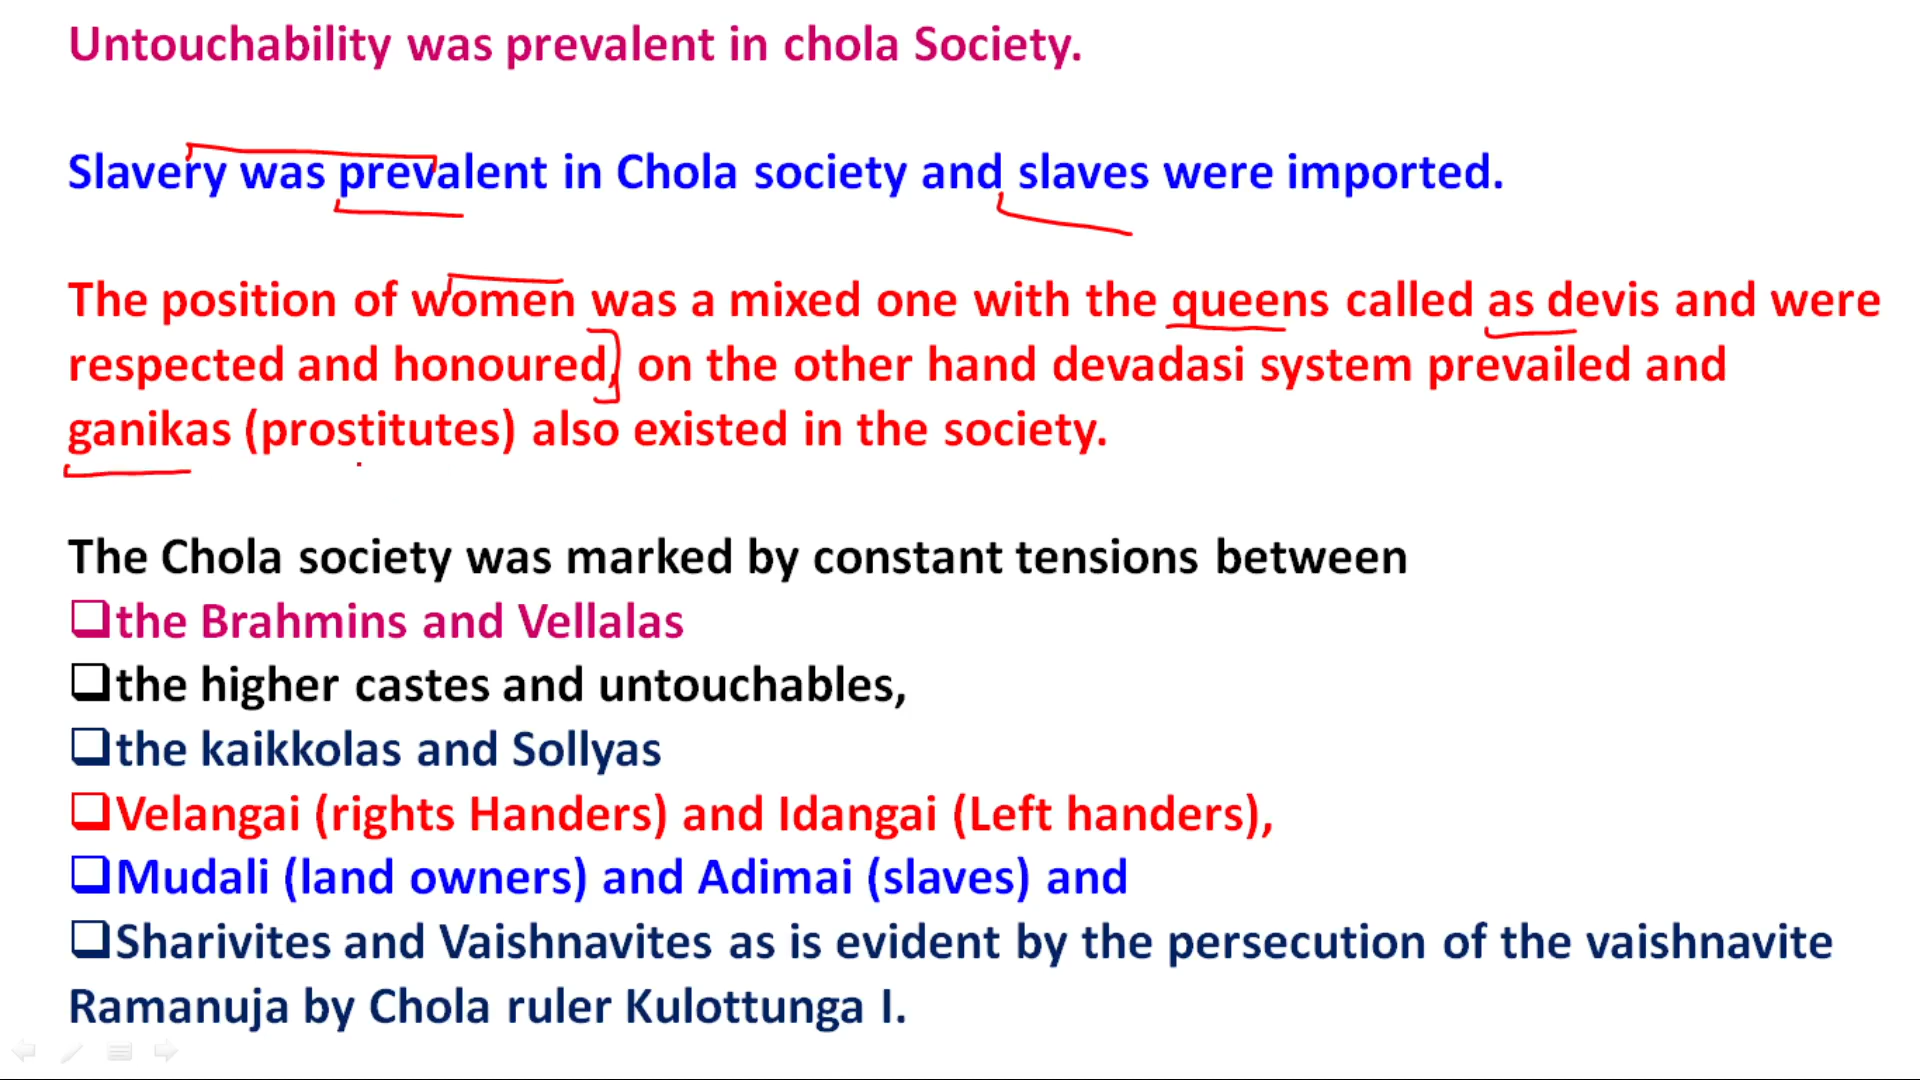 Untouchability was prevalent in chola Society.
Slavery was prevalent in Chola society and slaves were imported.
The position of women was a mixed one with the queens called as devis and were
respected and honoured, on the other hand devadasi system prevailed and
ganikas (prostitutes) also existed in the society.
The Chola society was marked by constant tensions between
❑the Brahmins and Vellalas
❑the higher castes and untouchables,
❑the kaikkolas and Sollyas
❑Velangai (rights Handers) and Idangai (Left handers),
❑Mudali (land owners) and Adimai (slaves) and
❑Sharivites and Vaishnavites as is evident by the persecution of the vaishnavite
Ramanuja by Chola ruler Kulottunga I.